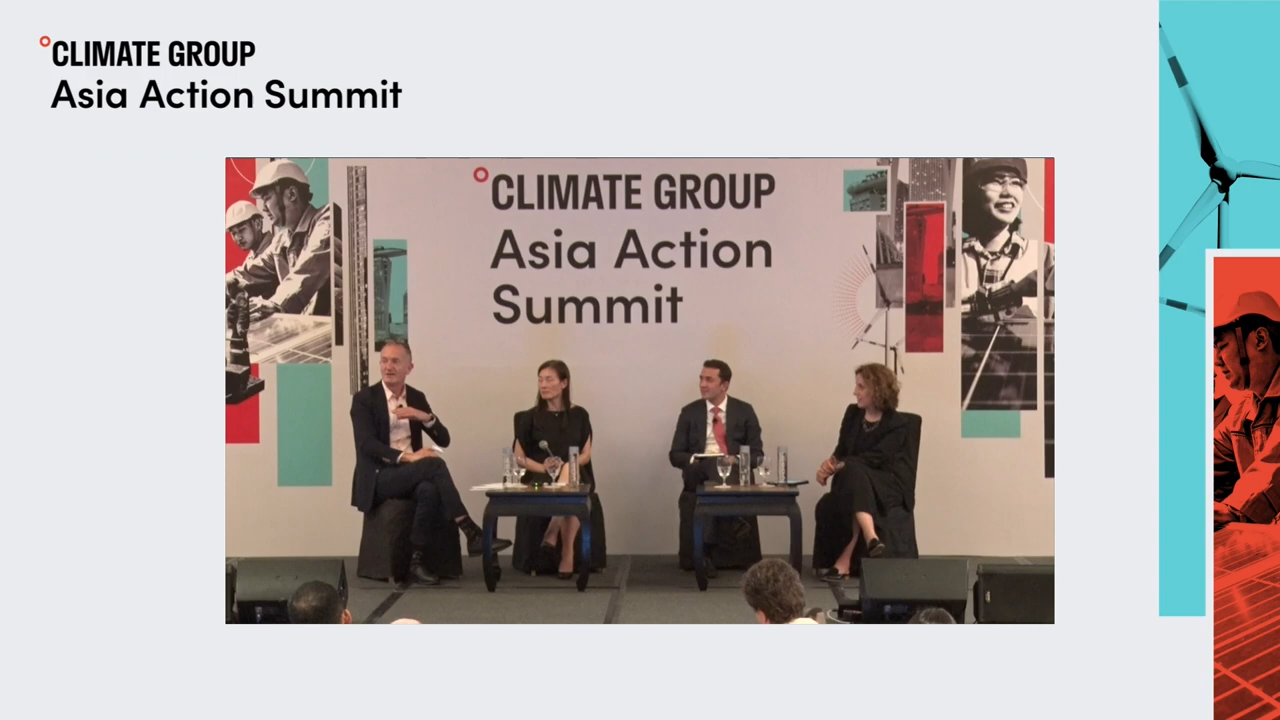 CLIMATE GROUP
Asia Action Summit
CLIMATE GROUP
Asia Action
Summit